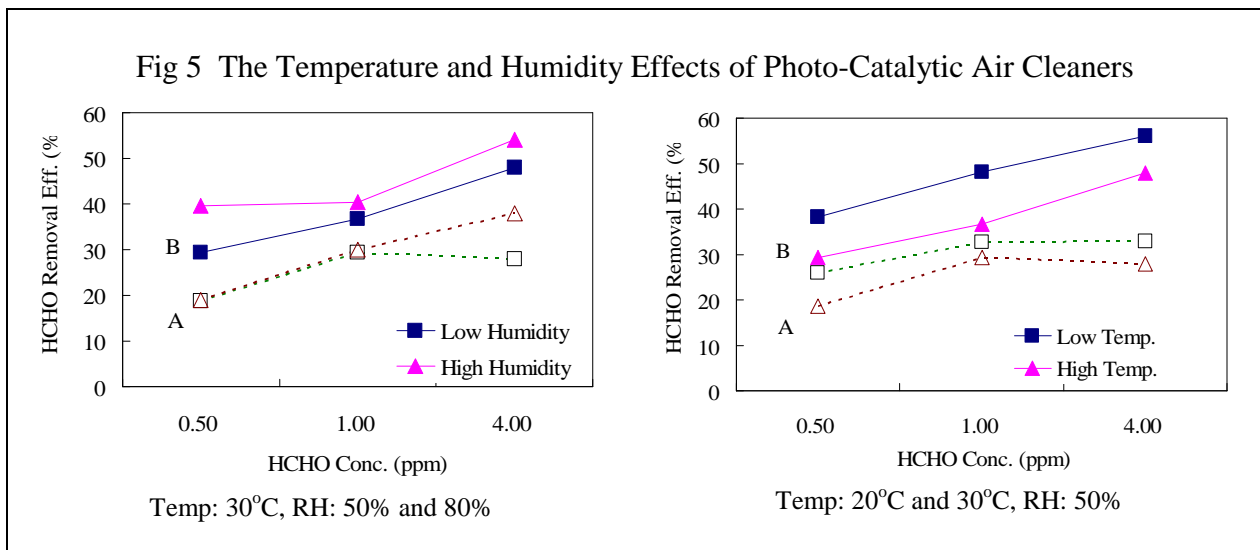 Fig 5 The Temperature and Humidity Effects of Photo-Catalytic Air Cleaners
HCHO Removal Eff. (%
60
50
40
30
20
10
0
B
A
Low Humidity
High Humidity
0.50 1.00 4.00
HCHO Conc. (ppm)
Temp: 30°C, RH: 50% and 80%
HCHO Removal Eff. (%
60
50
40
30
20
10
0
B
A
Low Temp.
High Temp.
0.50 1.00 4.00
HCHO Conc. (ppm)
Temp: 20°C and 30°C, RH: 50%